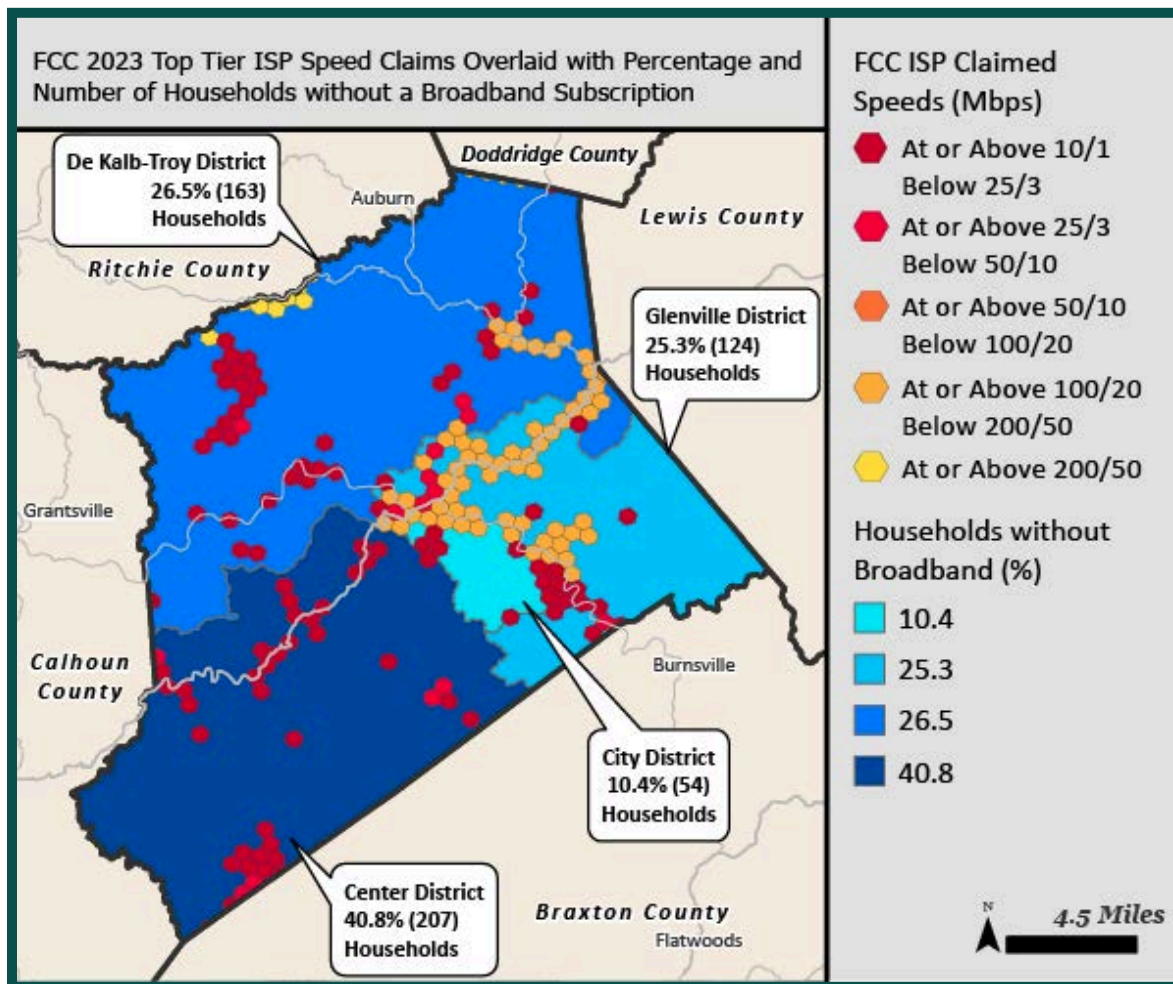 FCC 2023 Top Tier ISP Speed Claims Overlaid with Percentage and
Number of Households without a Broadband Subscription
De Kalb-Troy District
26.5% (163)
Households
Doddridge County
Auburn
Lewis County
Ritchie County
Glenville District
25.3% (124)
Households
Grantsville
Calhoun
County
Burnsville
City District
10.4% (54)
Households
Center District
40.8% (207)
Households
Braxton County
Flatwoods
FCC ISP Claimed
Speeds (Mbps)
At or Above 10/1
Below 25/3
At or Above 25/3
Below 50/10
At or Above 50/10
Below 100/20
At or Above 100/20
Below 200/50
At or Above 200/50
Households without
Broadband (%)
10.4
25.3
26.5
40.8
N
4.5 Miles